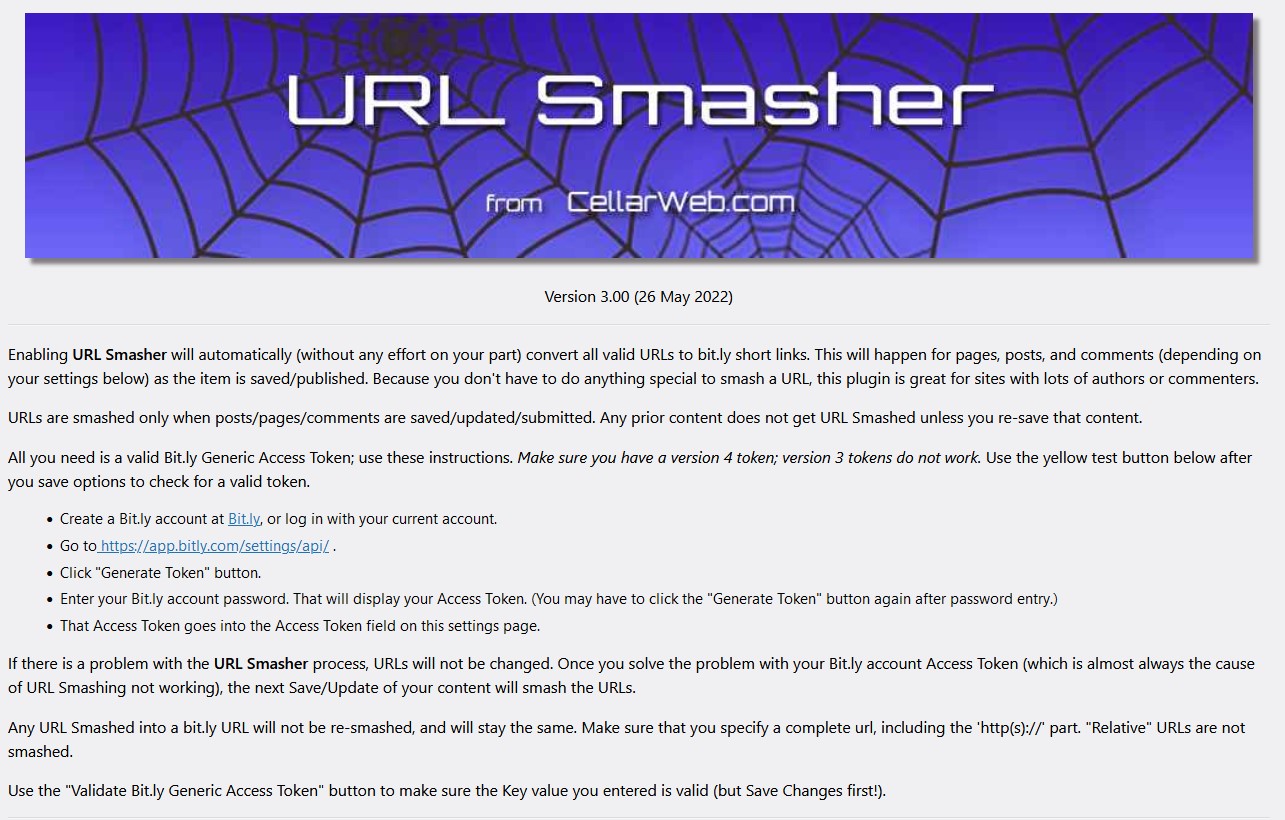 URL Smasher
from CellarWeb.com
Version 3.00 (26 May 2022)
Enabling URL Smasher will automatically (without any effort on your part) convert all valid URLs to bit.ly short links. This will happen for pages, posts, and comments (depending on
your settings below) as the item is saved/published. Because you don't have to do anything special to smash a URL, this plugin is great for sites with lots of authors or commenters.
URLs are smashed only when posts/pages/comments are saved/updated/submitted. Any prior content does not get URL Smashed unless you re-save that content.
All you need is a valid Bit.ly Generic Access Token; use these instructions. Make sure you have a version 4 token; version 3 tokens do not work. Use the yellow test button below after
you save options to check for a valid token.
• Create a Bit.ly account at Bit.ly, or log in with your current account.
• Go to https://app.bitly.com/settings/api/ .
• Click "Generate Token" button.
• Enter your Bit.ly account password. That will display your Access Token. (You may have to click the "Generate Token" button again after password entry.)
• That Access Token goes into the Access Token field on this settings page.
If there is a problem with the URL Smasher process, URLs will not be changed. Once you solve the problem with your Bit.ly account Access Token (which is almost always the cause
of URL Smashing not working), the next Save/Update of your content will smash the URLs.
Any URL Smashed into a bit.ly URL will not be re-smashed, and will stay the same. Make sure that you specify a complete url, including the 'http(s)://' part. "Relative" URLs are not
smashed.
Use the "Validate Bit.ly Generic Access Token" button to make sure the Key value you entered is valid (but Save Changes first!).